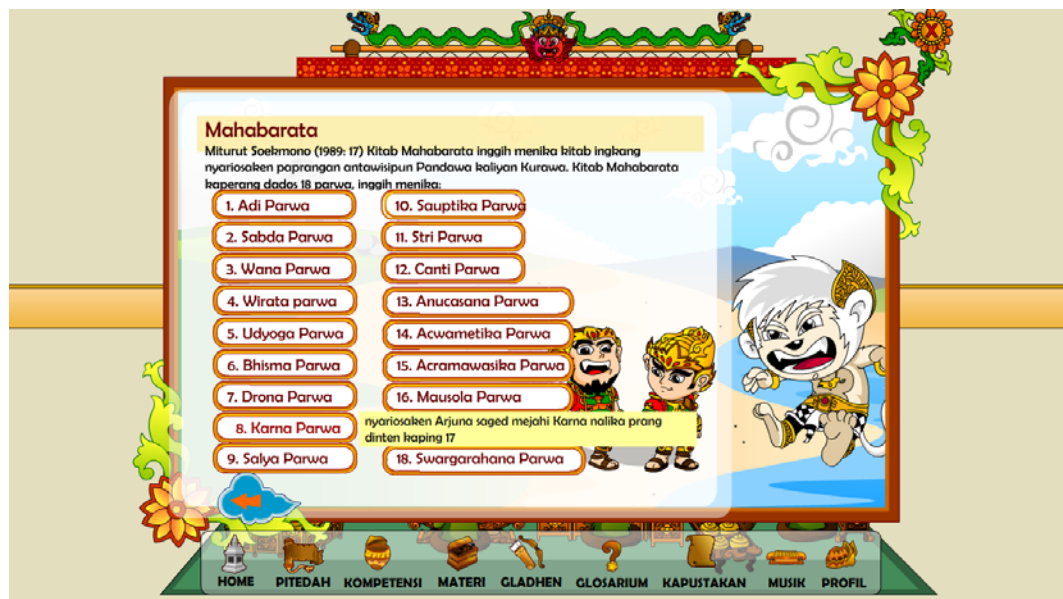 X
Mahabarata
Miturut Soekmono (1989: 17) Kitab Mahabarata inggih menika kitab ingkang
nyariosaken paprangan antawisipun Pandawa kaliyan Kurawa. Kitab Mahabarata
kaperang dados 18 parwa, inggih menika:
1. Adi Parwa
2. Sabda Parwa
3. Wana Parwa
4. Wirata parwa
5. Udyoga Parwa
6. Bhisma Parwa
7. Drona Parwa
8. Karna Parwa
9. Salya Parwa
10. Sauptika Parwa
11. Stri Parwa
12. Canti Parwa
13. Anucasana Parwa
14. Acwametika Parwa
15. Acramawasika Parwa
16. Mausola Parwa
nyariosaken Arjuna saged mejahi Karna nalika prang
dinten kaping 17
18. Swargarahana Parwa
HOME PITEDAH KOMPETENSI MATERI GLADHEN GLOSARIUM KAPUSTAKAN MUSIK PROFIL